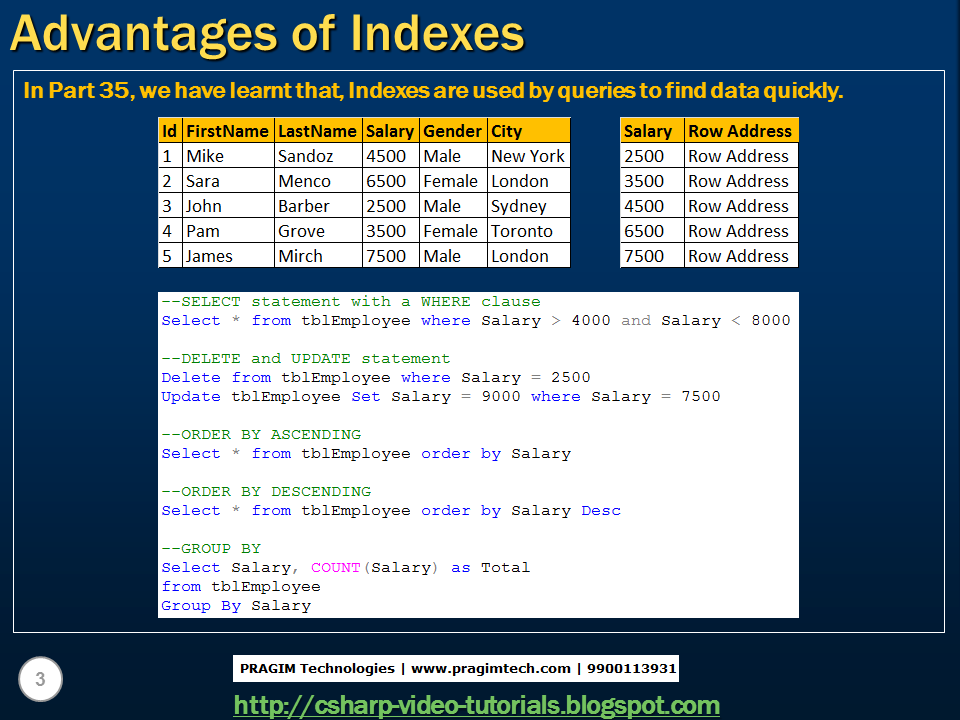 Advantages of Indexes
In Part 35, we have learnt that, Indexes are used by queries to find data quickly.
Id FirstName LastName Salary Gender City
1 Mike Sandoz 4500 Male New York
2 Sara Menco 6500 Female London
3 John Barber 2500 Male Sydney
4 Pam Grove 3500 Female Toronto
5 James Mirch 7500 Male London
Salary Row Address
2500 Row Address
3500 Row Address
4500 Row Address
6500 Row Address
7500 Row Address
--SELECT statement with a WHERE clause
Select * from tblEmployee where Salary > 4000 and Salary < 8000
--DELETE and UPDATE statement
Delete from tblEmployee where Salary = 2500
Update tblEmployee Set Salary = 9000 where Salary = 7500
--ORDER BY ASCENDING
Select * from tblEmployee order by Salary
--ORDER BY DESCENDING
Select * from tblEmployee order by Salary Desc
--GROUP BY
Select Salary, COUNT(Salary) as Total
from tblEmployee
Group By Salary
3
PRAGIM Technologies | www.pragimtech.com | 9900113931
http://csharp-video-tutorials.blogspot.com